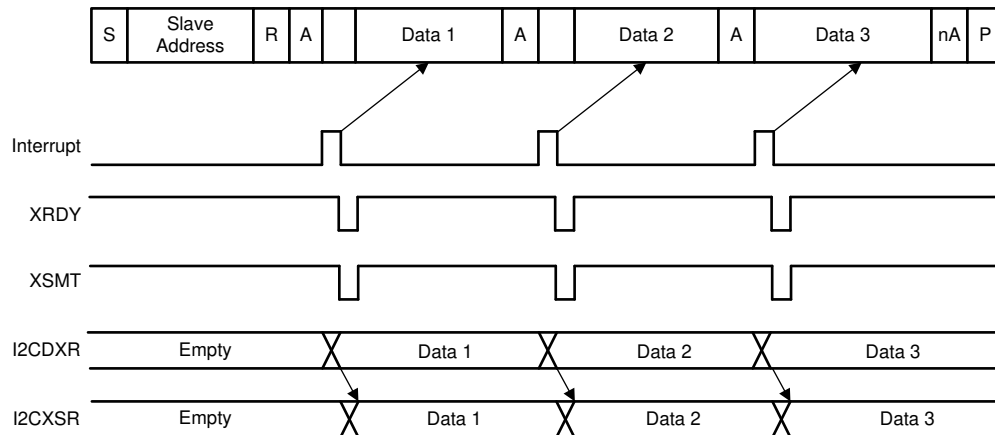 S Slave Address R A Data 1 A Data 2 A Data 3 nA P
Interrupt
XRDY
XSMT
I2CDXR Empty Data 1 Data 2 Data 3
I2CXSR Empty Data 1 Data 2 Data 3